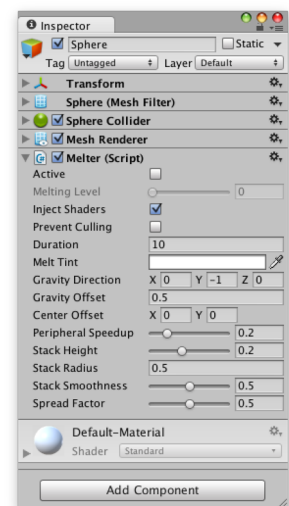 Inspector
Sphere Static
Tag Untagged Layer Default
Transform
Sphere (Mesh Filter)
Sphere Collider
Mesh Renderer
Melter (Script)
Active
Melting Level 0
Inject Shaders
Prevent Culling
Duration 10
Melt Tint
Gravity Direction X 0 Y -1 Z 0
Gravity Offset 0.5
Center Offset X 0 Y 0
Peripheral Speedup 0.2
Stack Height 0.2
Stack Radius 0.5
Stack Smoothness 0.5
Spread Factor 0.5
Default-Material
Shader Standard
Add Component